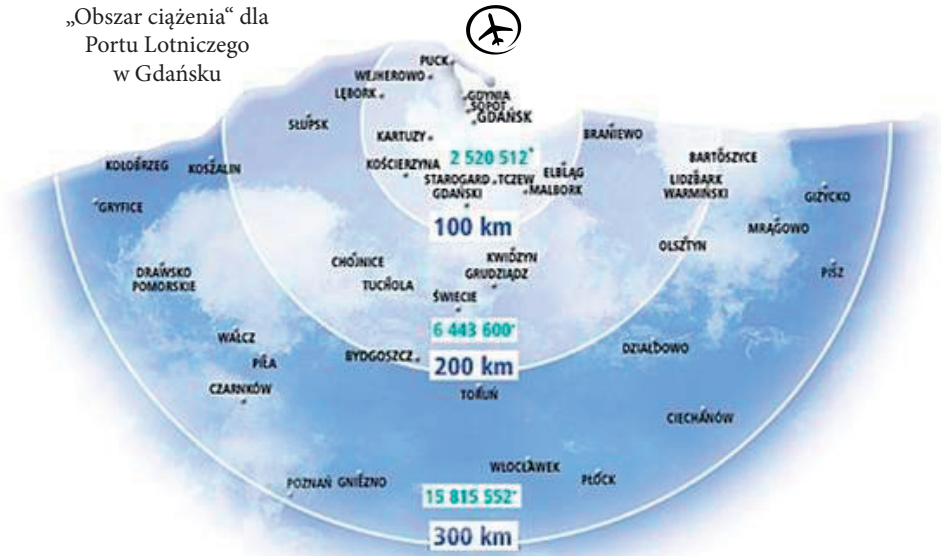 „Obszar ciążenia“ dla
Portu Lotniczego
w Gdańsku
PUCK
WEJHEROWO
LĘBORK
GDYNIA
SOPOT
GDAŃSK
SŁUPSK
KARTUZY
BRANIEWO
2 520 512*
KOŁOBRZEG
KOSZALIN
KOŚCIERZYNA
ELBLĄG
BARTOSZYCE
STAROGARD
GDAŃSKI
TCZEW
MALBORK
LIDZBARK
WARMIŃSKI
GIŻYCKO
GRYFICE
100 km
MRĄGOWO
OLSZTYN
CHOJNICE
KWIDZYN
GRUDZIĄDZ
PISZ
DRAWSKO
POMORSKIE
TUCHOLA
ŚWIECIE
6 443 600*
WAŁCZ
DZIAŁDOWO
BYDGOSZCZ
PIŁA
200 km
CZARNKÓW
TORUŃ
CIECHANÓW
WŁOCŁAWEK
POZNAŃ
GNIEZNO
PŁOCK
15 815 552*
300 km